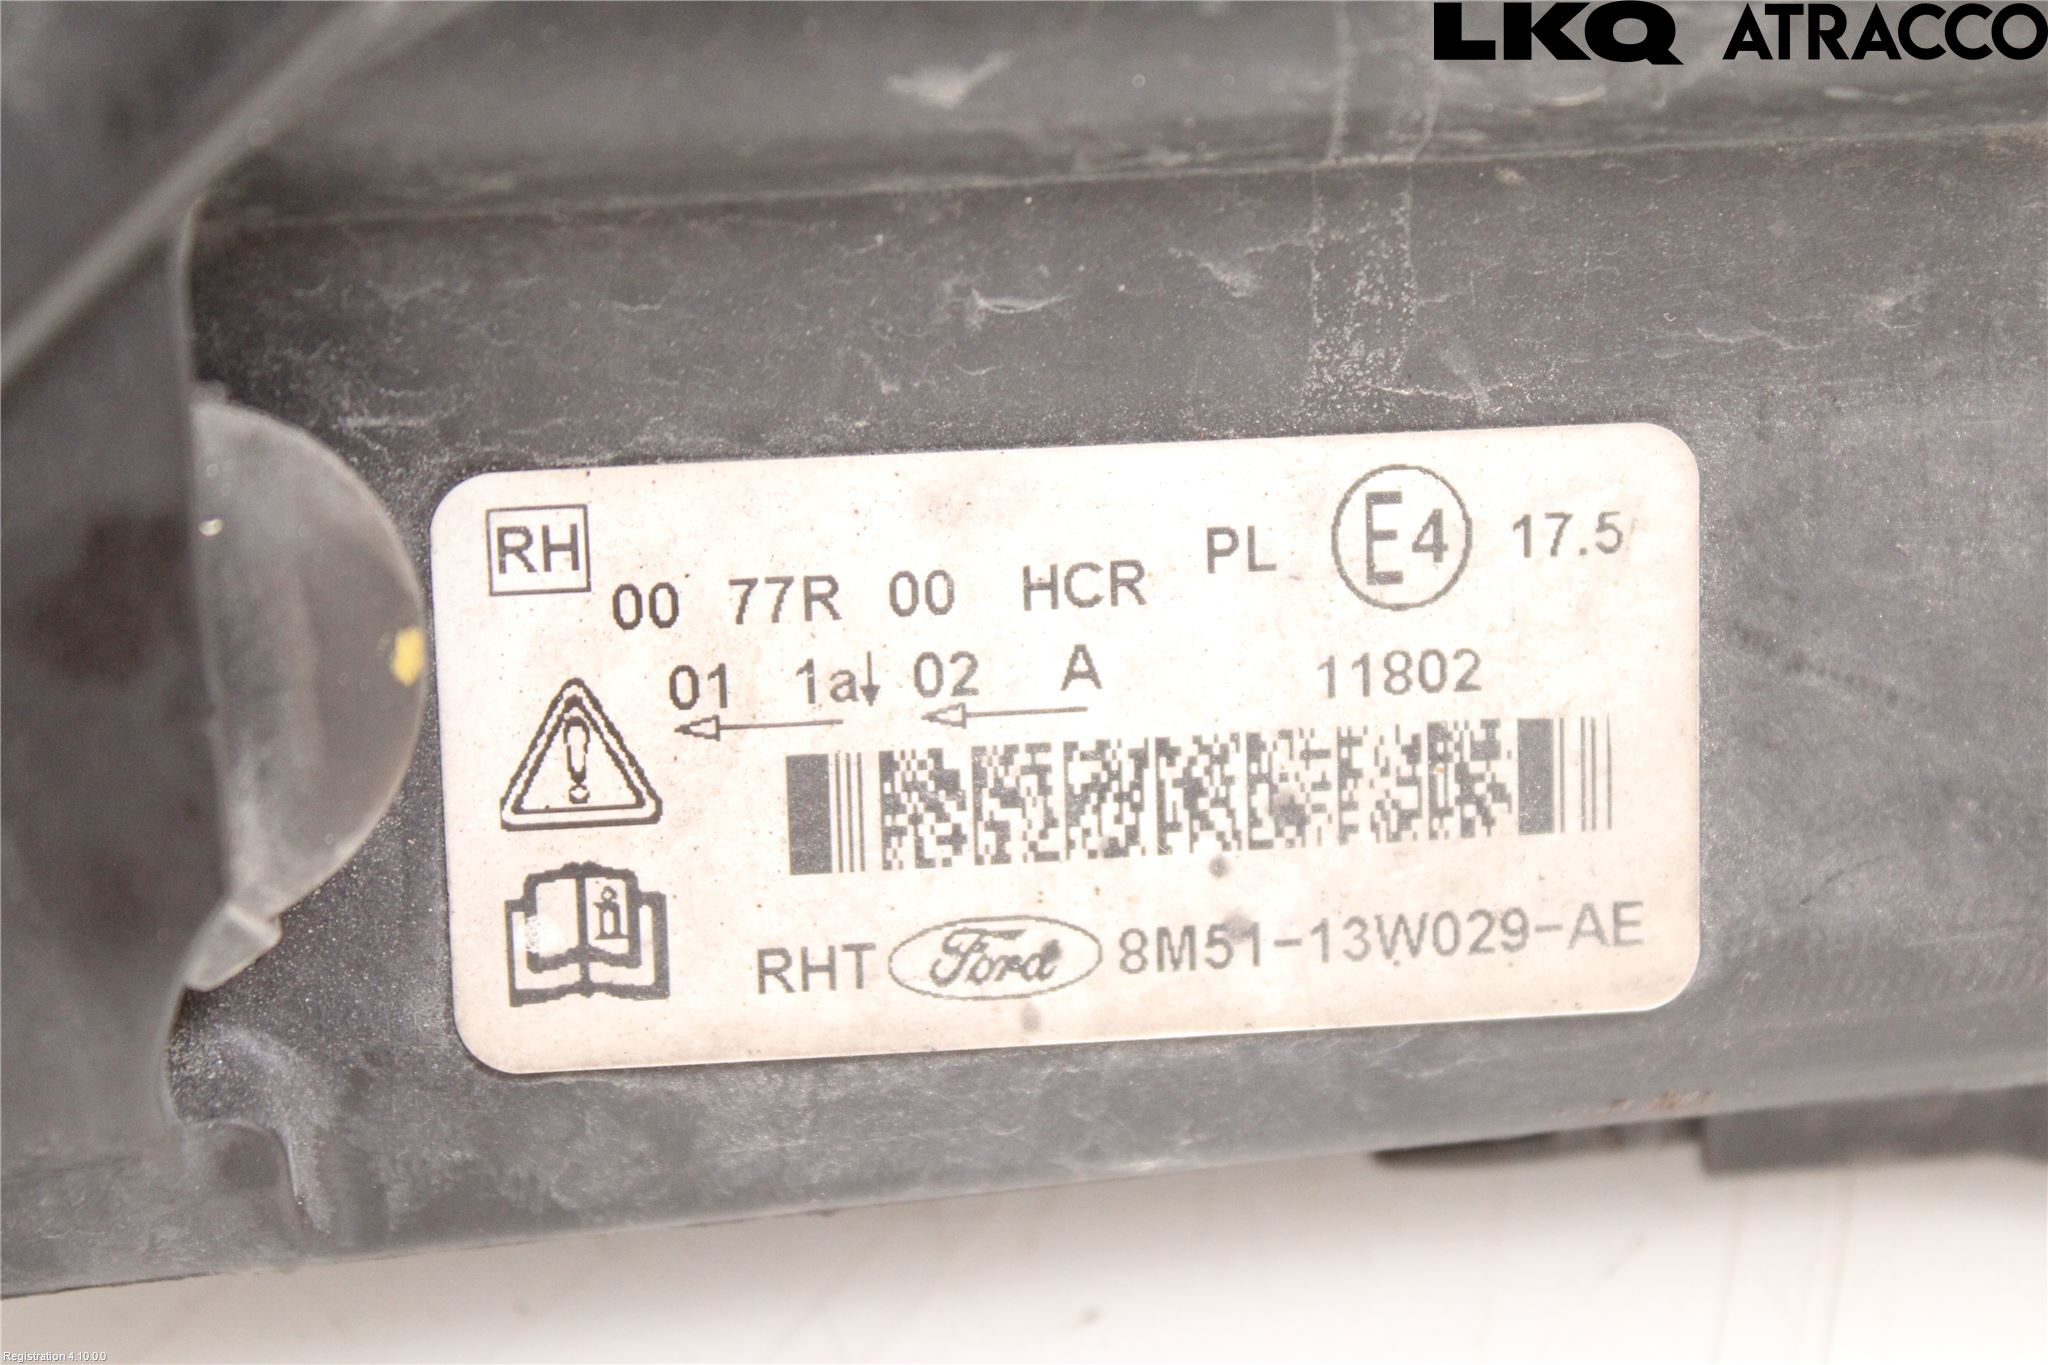 LKQ ATRACCO
RH
00 77R 00 HCR PL E4 17.5
01 1a↓ 02 A 11802
RHT Ford 8M51-13W029-AE
Registration 4.10.0.0